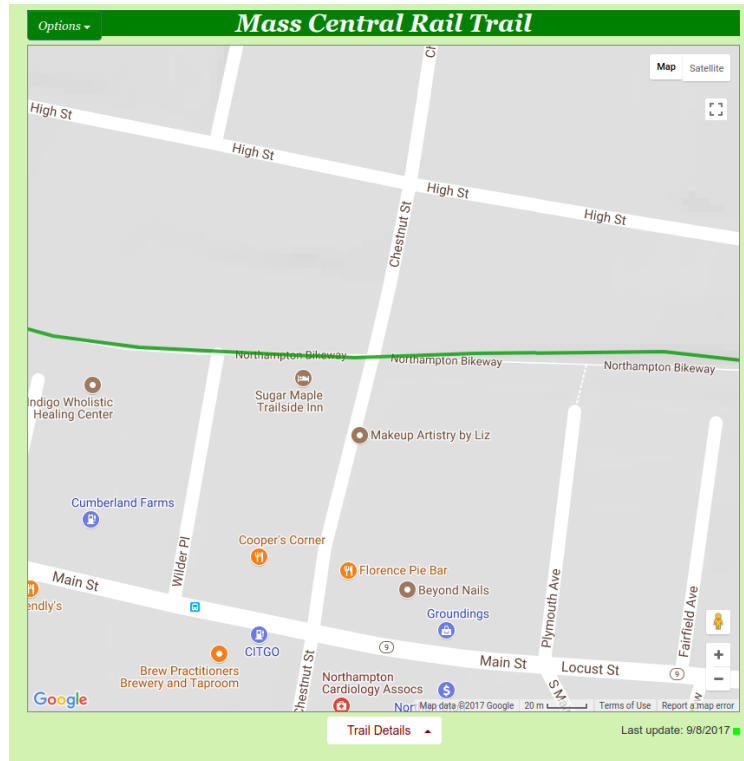 Options
Mass Central Rail Trail
Ch
Map
Satellite
High St
High St
High St
High St
Chestnut St
Northampton Bikeway
Northampton Bikeway
Northampton Bikeway
Indigo Wholistic
Healing Center
Sugar Maple
Trailside Inn
Makeup Artistry by Liz
Cumberland Farms
Cooper's Corner
Wilder Pl
Florence Pie Bar
Beyond Nails
Main St
endly's
Groundings
Plymouth Ave
Fairfield Ave
CITGO
9
Main St
Locust St
9
Brew Practitioners
Brewery and Taproom
Chestnut St
Northampton
Cardiology Assocs
S Ma
Nor
Google
Map data ©2017 Google
20 m
Terms of Use
Report a map error
Trail Details
Last update: 9/8/2017